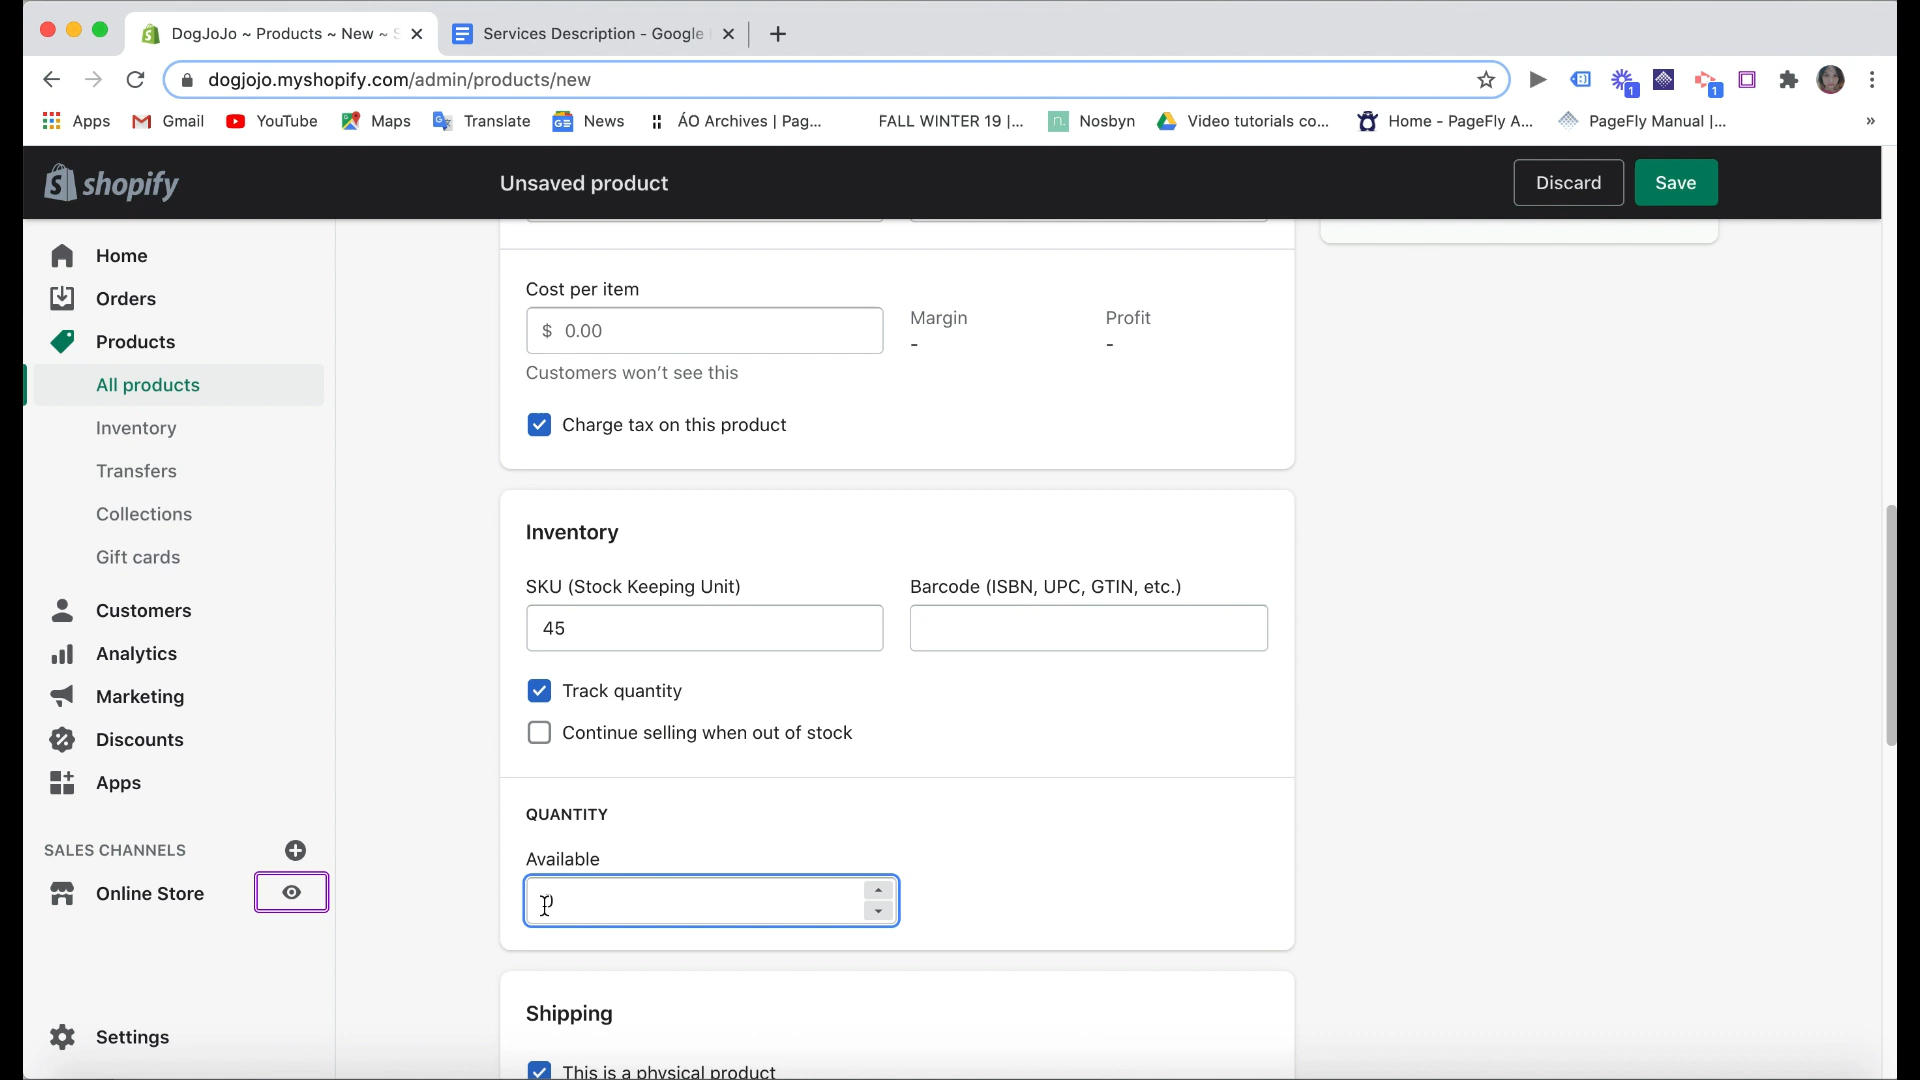 DogJoJo ~ Products ~ New ~ S
Services Description - Google
dogjojo.myshopify.com/admin/products/new
1
1
Apps
Gmail
YouTube
Maps
Translate
News
ÁO Archives | Pag...
FALL WINTER 19 |...
Nosbyn
Video tutorials co...
Home - PageFly A...
PageFly Manual |...
»
shopify
Unsaved product
Discard
Save
Home
Orders
Products
All products
Inventory
Transfers
Collections
Gift cards
Customers
Analytics
Marketing
Discounts
Apps
SALES CHANNELS
Online Store
Settings
Cost per item
$ 0.00
Margin
-
Profit
-
Customers won't see this
Charge tax on this product
Inventory
SKU (Stock Keeping Unit)
45
Barcode (ISBN, UPC, GTIN, etc.)
Track quantity
Continue selling when out of stock
QUANTITY
Available
Shipping
This is a physical product